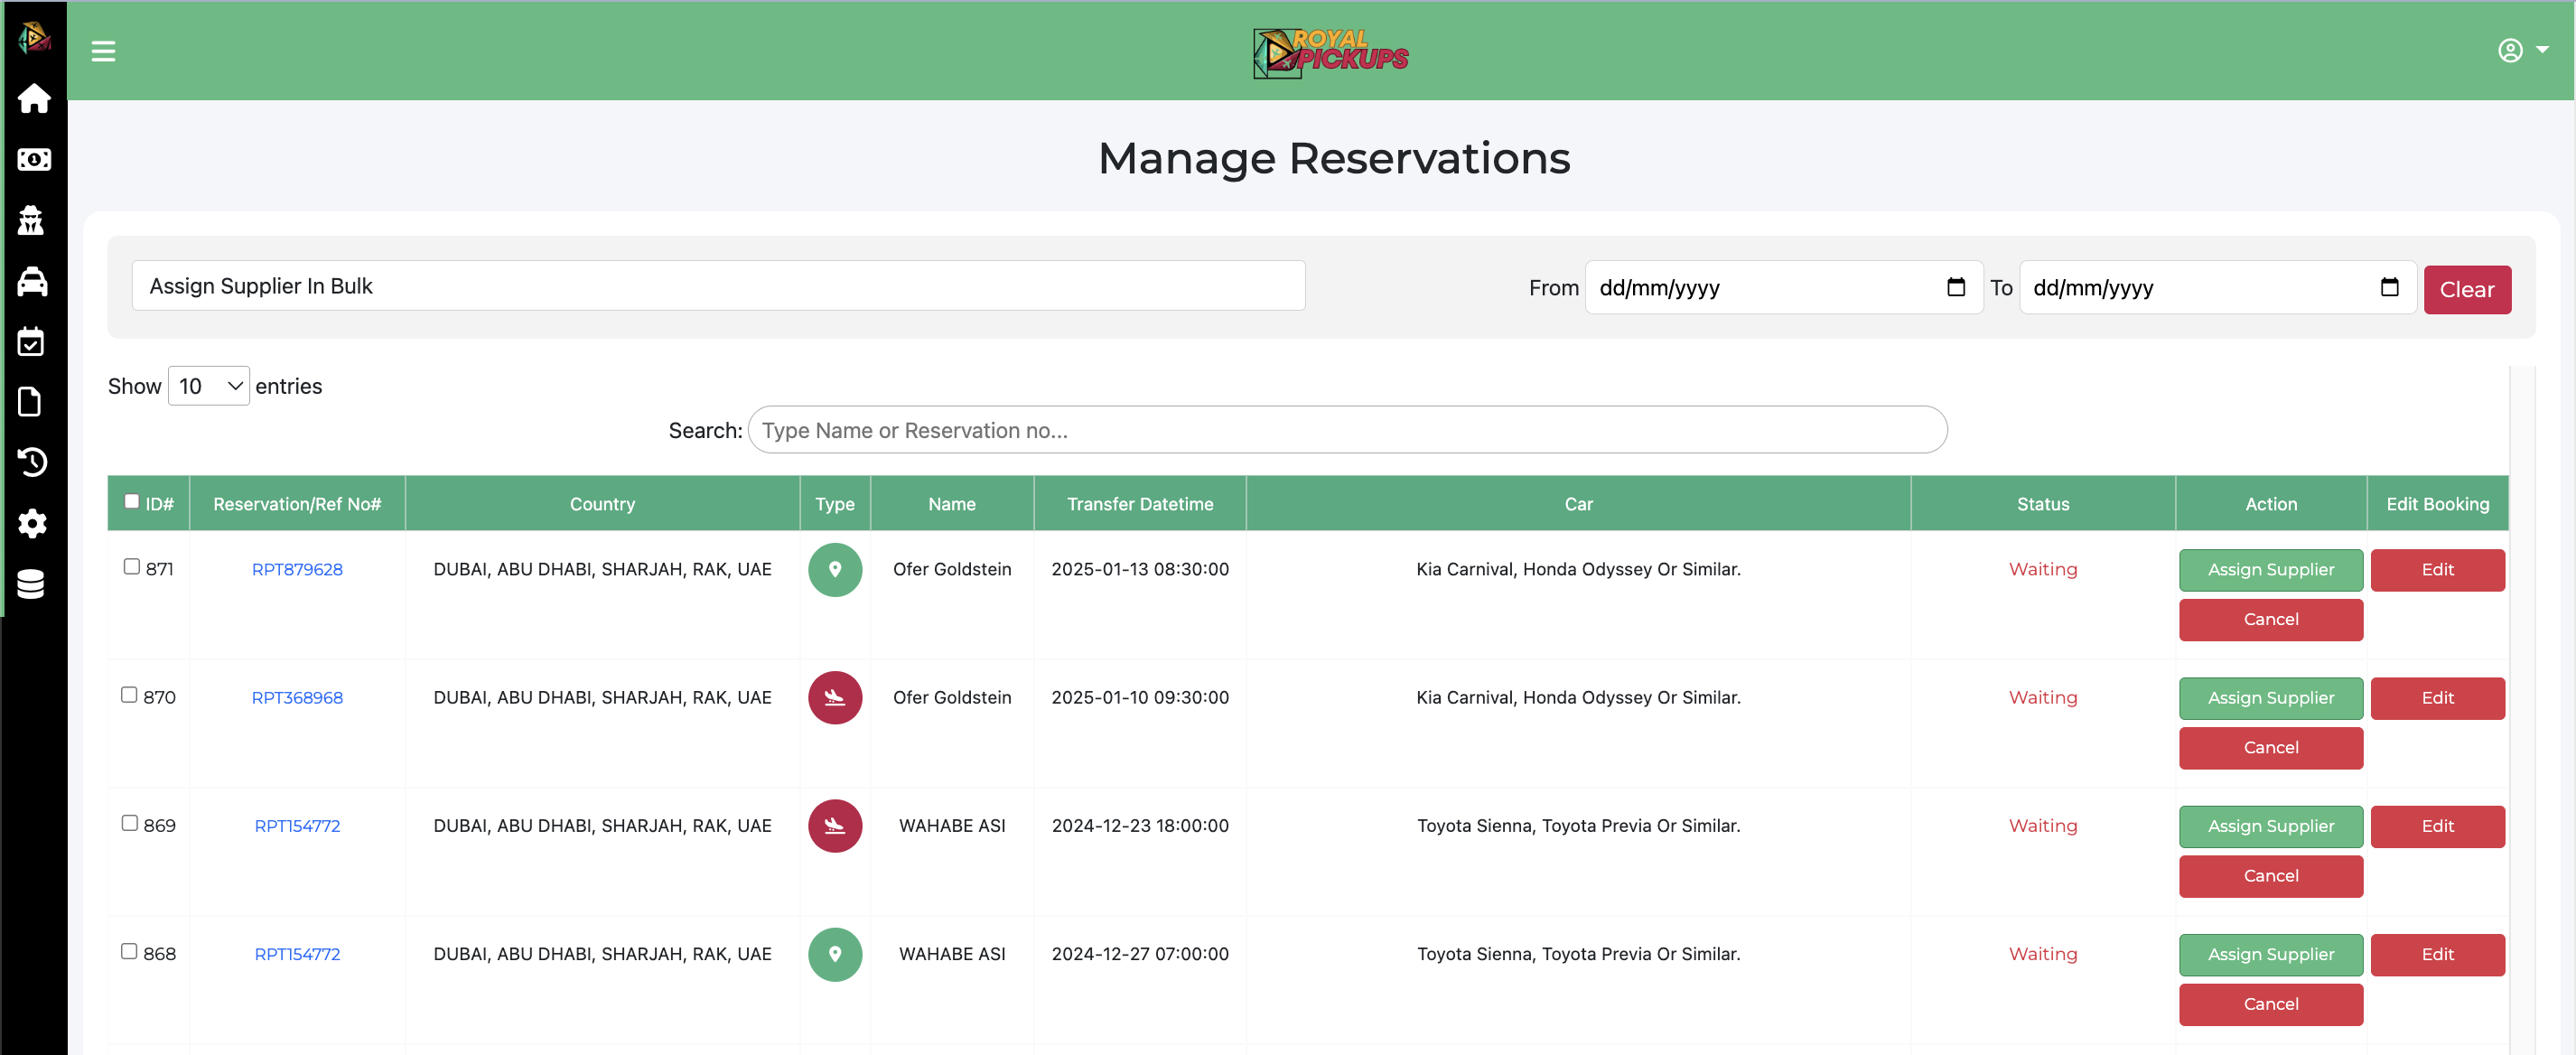 ROYAL
PICKUPS
Manage Reservations
Assign Supplier In Bulk
From dd/mm/yyyy To dd/mm/yyyy Clear
Show 10 entries
Search: Type Name or Reservation no...
ID# Reservation/Ref No# Country Type Name Transfer Datetime Car Status Action Edit Booking
871 RPT879628 DUBAI, ABU DHABI, SHARJAH, RAK, UAE Ofer Goldstein 2025-01-13 08:30:00 Kia Carnival, Honda Odyssey Or Similar. Waiting Assign Supplier Edit
Cancel
870 RPT368968 DUBAI, ABU DHABI, SHARJAH, RAK, UAE Ofer Goldstein 2025-01-10 09:30:00 Kia Carnival, Honda Odyssey Or Similar. Waiting Assign Supplier Edit
Cancel
869 RPT154772 DUBAI, ABU DHABI, SHARJAH, RAK, UAE WAHABE ASI 2024-12-23 18:00:00 Toyota Sienna, Toyota Previa Or Similar. Waiting Assign Supplier Edit
Cancel
868 RPT154772 DUBAI, ABU DHABI, SHARJAH, RAK, UAE WAHABE ASI 2024-12-27 07:00:00 Toyota Sienna, Toyota Previa Or Similar. Waiting Assign Supplier Edit
Cancel